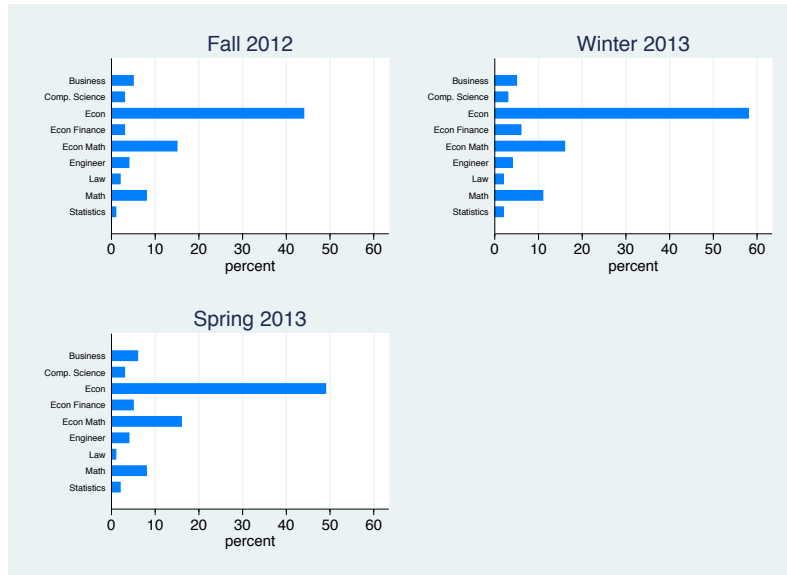 Fall 2012
Business
Comp. Science
Econ
Econ Finance
Econ Math
Engineer
Law
Math
Statistics
0 10 20 30 40 50 60
percent
Winter 2013
Business
Comp. Science
Econ
Econ Finance
Econ Math
Engineer
Law
Math
Statistics
0 10 20 30 40 50 60
percent
Spring 2013
Business
Comp. Science
Econ
Econ Finance
Econ Math
Engineer
Law
Math
Statistics
0 10 20 30 40 50 60
percent